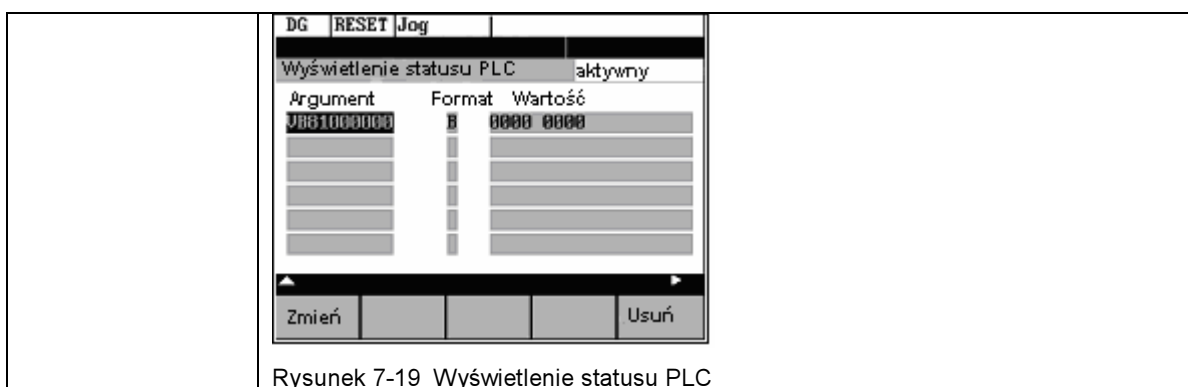 DG RESET Jog
Wyświetlenie statusu PLC aktywny
Argument Format Wartość
VB81000000 B 0000 0000
Zmień Usuń
Rysunek 7-19 Wyświetlenie statusu PLC